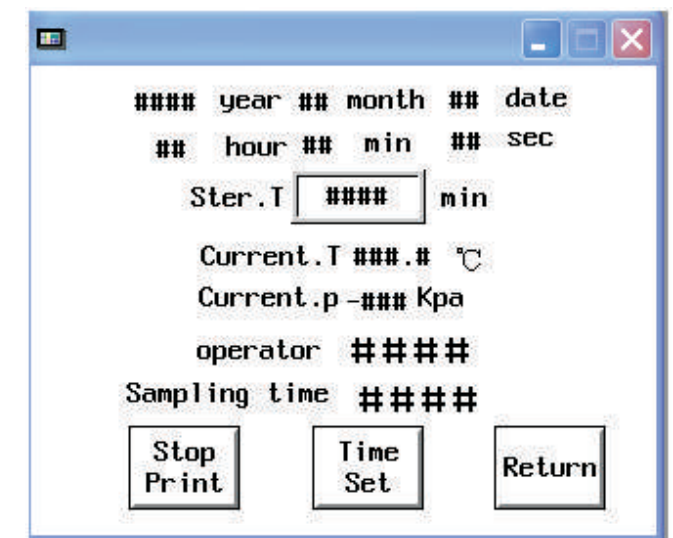 #### year ## month ## date
## hour ## min ## sec
Ster.T #### min
Current.T ###.# ℃
Current.p -### Kpa
operator ####
Sampling time ####
Stop
Print
Time
Set
Return